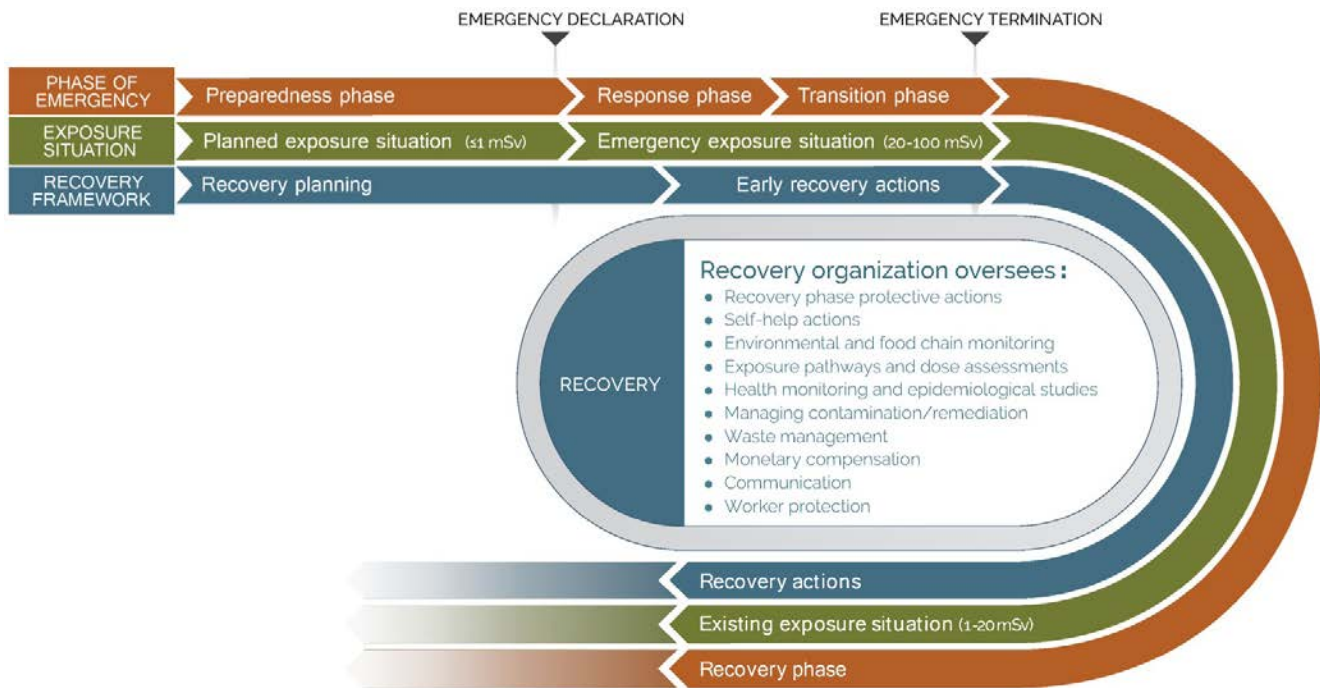 EMERGENCY DECLARATION
EMERGENCY TERMINATION
PHASE OF
EMERGENCY
Preparedness phase
Response phase
Transition phase
EXPOSURE
SITUATION
Planned exposure situation (≤1 mSv)
Emergency exposure situation (20-100 mSv)
RECOVERY
FRAMEWORK
Recovery planning
Early recovery actions
RECOVERY
Recovery organization oversees :
• Recovery phase protective actions
• Self-help actions
• Environmental and food chain monitoring
• Exposure pathways and dose assessments
• Health monitoring and epidemiological studies
• Managing contamination/remediation
• Waste management
• Monetary compensation
• Communication
• Worker protection
Recovery actions
Existing exposure situation (1-20 mSv)
Recovery phase